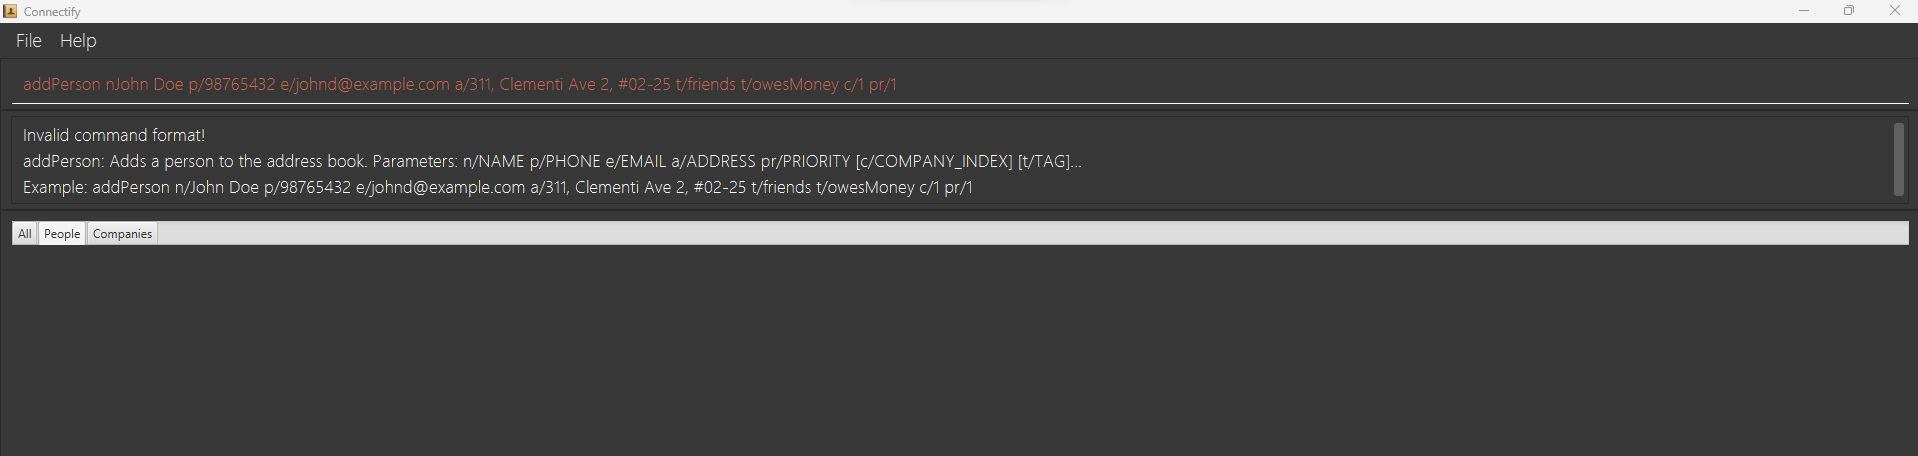 Connectify
File Help
addPerson nJohn Doe p/98765432 e/johnd@example.com a/311, Clementi Ave 2, #02-25 t/friends t/owesMoney c/1 pr/1
Invalid command format!
addPerson: Adds a person to the address book. Parameters: n/NAME p/PHONE e/EMAIL a/ADDRESS pr/PRIORITY [c/COMPANY_INDEX] [t/TAG]...
Example: addPerson n/John Doe p/98765432 e/johnd@example.com a/311, Clementi Ave 2, #02-25 t/friends t/owesMoney c/1 pr/1
All People Companies